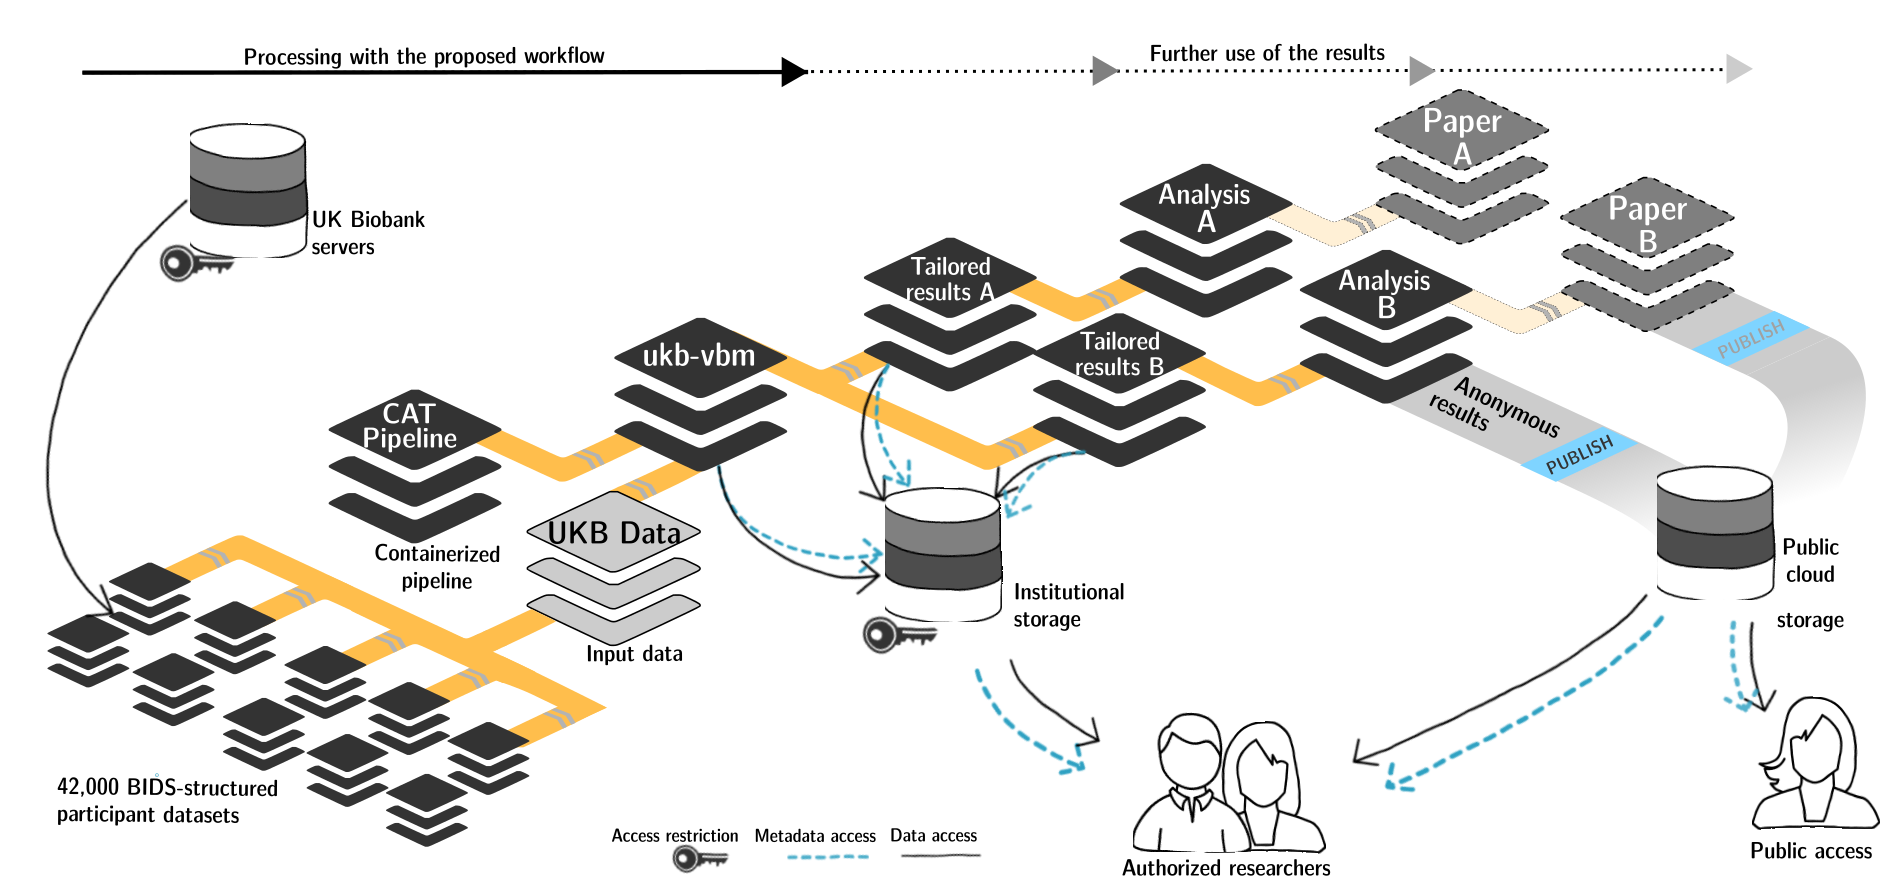 Processing with the proposed workflow
Further use of the results
Paper
A
Paper
B
Analysis
A
Analysis
B
UK Biobank
servers
Tailored
results A
Tailored
results B
ukb-vbm
CAT
Pipeline
Containerized
pipeline
UKB Data
Input data
PUBLISH
Anonymous
results
PUBLISH
Institutional
storage
Public
cloud
storage
42,000 BIDS-structured
participant datasets
Access restriction
Metadata access
Data access
Authorized researchers
Public access